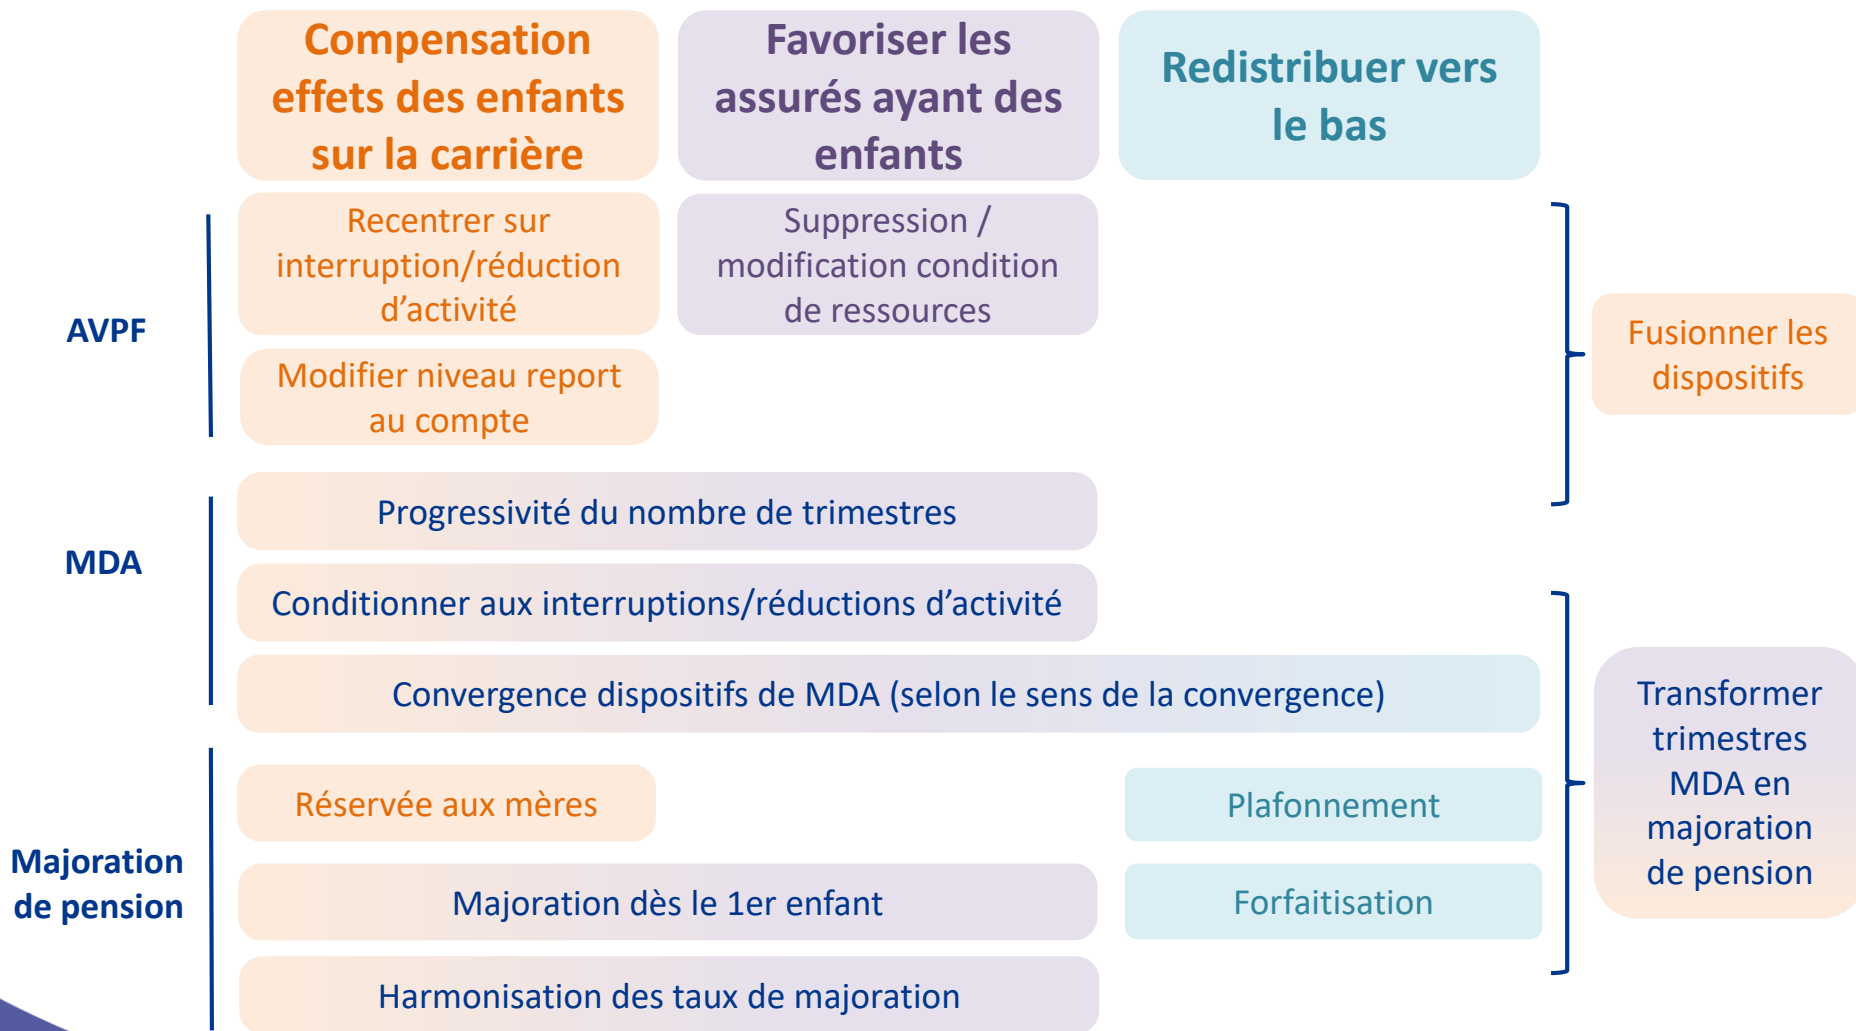 Compensation
effets des enfants
sur la carrière
Favoriser les
assurés ayant des
enfants
Redistribuer vers
le bas
AVPF
Recentrer sur
interruption/réduction
d’activité
Suppression /
modification condition
de ressources
Modifier niveau report
au compte
Fusionner les
dispositifs
MDA
Progressivité du nombre de trimestres
Conditionner aux interruptions/réductions d’activité
Convergence dispositifs de MDA (selon le sens de la convergence)
Majoration
de pension
Réservée aux mères
Plafonnement
Majoration dès le 1er enfant
Forfaitisation
Harmonisation des taux de majoration
Transformer
trimestres
MDA en
majoration
de pension